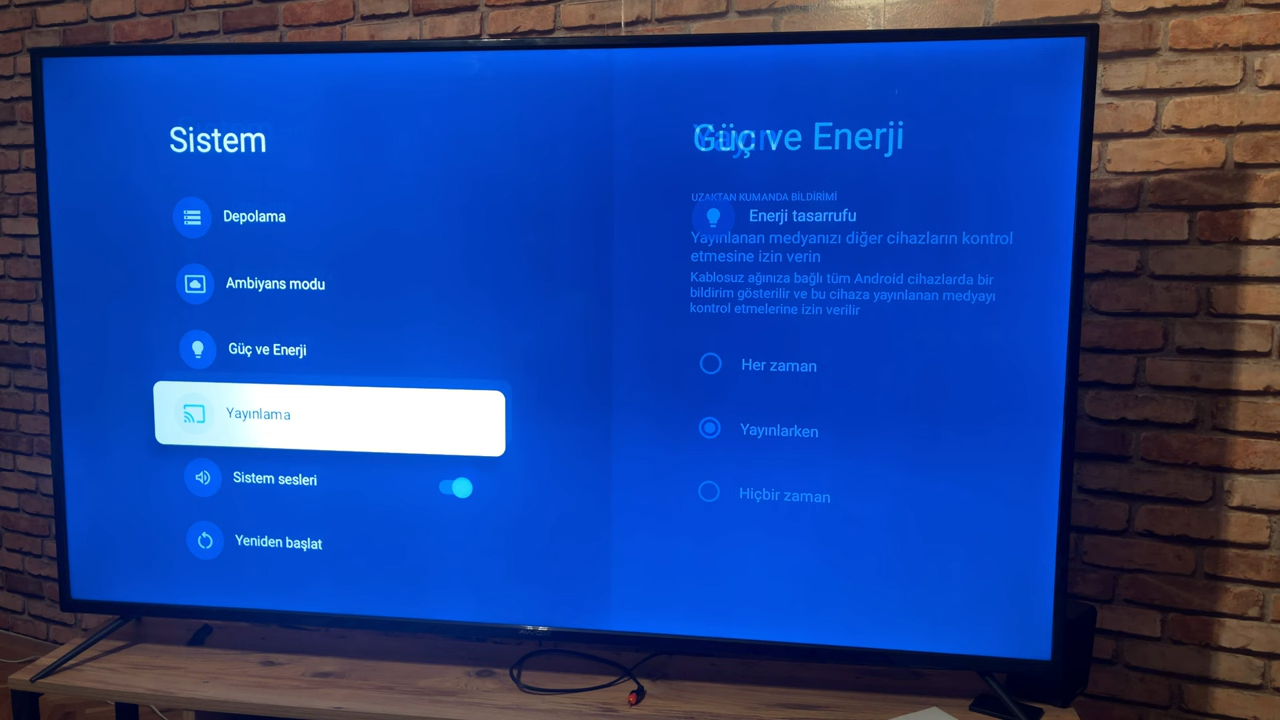 Sistem
Depolama
Ambiyans modu
Güç ve Enerji
Yayınlama
Sistem sesleri
Yeniden başlat
Güç ve Enerji
Yayın
UZAKTAN KUMANDA BİLDİRİMİ
Enerji tasarrufu
Yayınlanan medyanızı diğer cihazların kontrol
etmesine izin verin
Kablosuz ağınıza bağlı tüm Android cihazlarda bir
bildirim gösterilir ve bu cihaza yayınlanan medyayı
kontrol etmelerine izin verilir
Her zaman
Yayınlarken
Hiçbir zaman